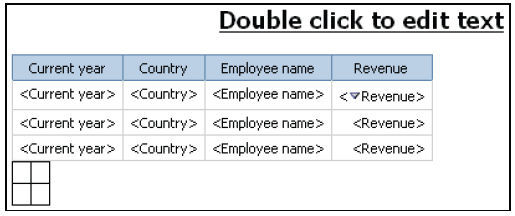 Double click to edit text
Current year Country Employee name Revenue
<Current year> <Country> <Employee name> <Revenue>
<Current year> <Country> <Employee name> <Revenue>
<Current year> <Country> <Employee name> <Revenue>